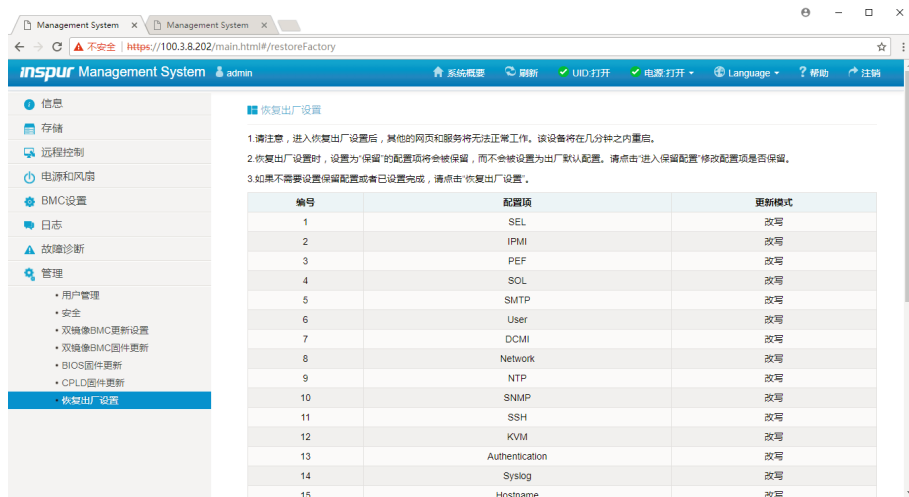 Management System
Management System
不安全 | https://100.3.8.202/main.html#/restoreFactory
inspur Management System admin 系统概要 刷新 UID:打开 电源:打开 Language 帮助 注销
信息
存储
远程控制
电源和风扇
BMC设置
日志
故障诊断
管理
• 用户管理
• 安全
• 双镜像BMC更新设置
• 双镜像BMC固件更新
• BIOS固件更新
• CPLD固件更新
• 恢复出厂设置
恢复出厂设置
1.请注意，进入恢复出厂设置后，其他的网页和服务将无法正常工作。该设备将在几分钟之内重启。
2.恢复出厂设置时，设置为“保留”的配置项将会被保留，而不会被设置为出厂默认配置。请点击“进入保留配置”修改配置项是否保留。
3.如果不需要设置保留配置或者已设置完成，请点击“恢复出厂设置”。
编号 配置项 更新模式
1 SEL 改写
2 IPMI 改写
3 PEF 改写
4 SOL 改写
5 SMTP 改写
6 User 改写
7 DCMI 改写
8 Network 改写
9 NTP 改写
10 SNMP 改写
11 SSH 改写
12 KVM 改写
13 Authentication 改写
14 Syslog 改写
15 Hostname 改写